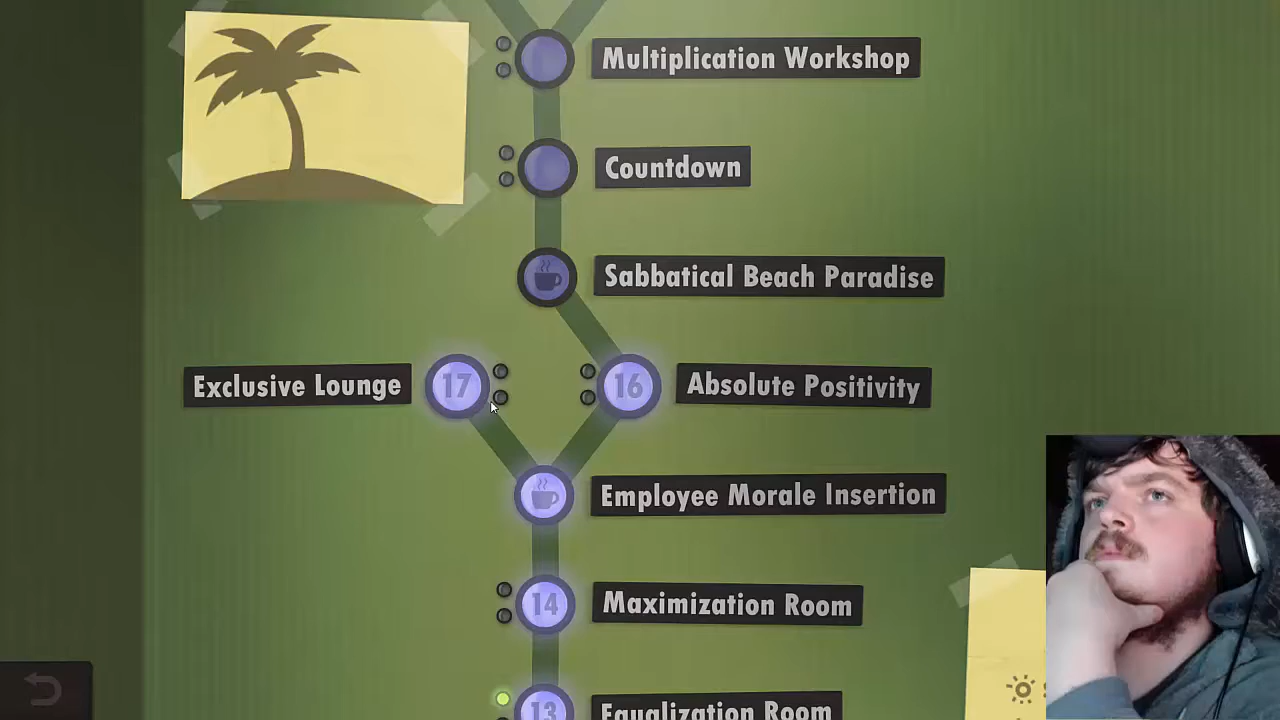 Multiplication Workshop
Countdown
Sabbatical Beach Paradise
Exclusive Lounge
17
16
Absolute Positivity
Employee Morale Insertion
14
Maximization Room
13
Equalization Room